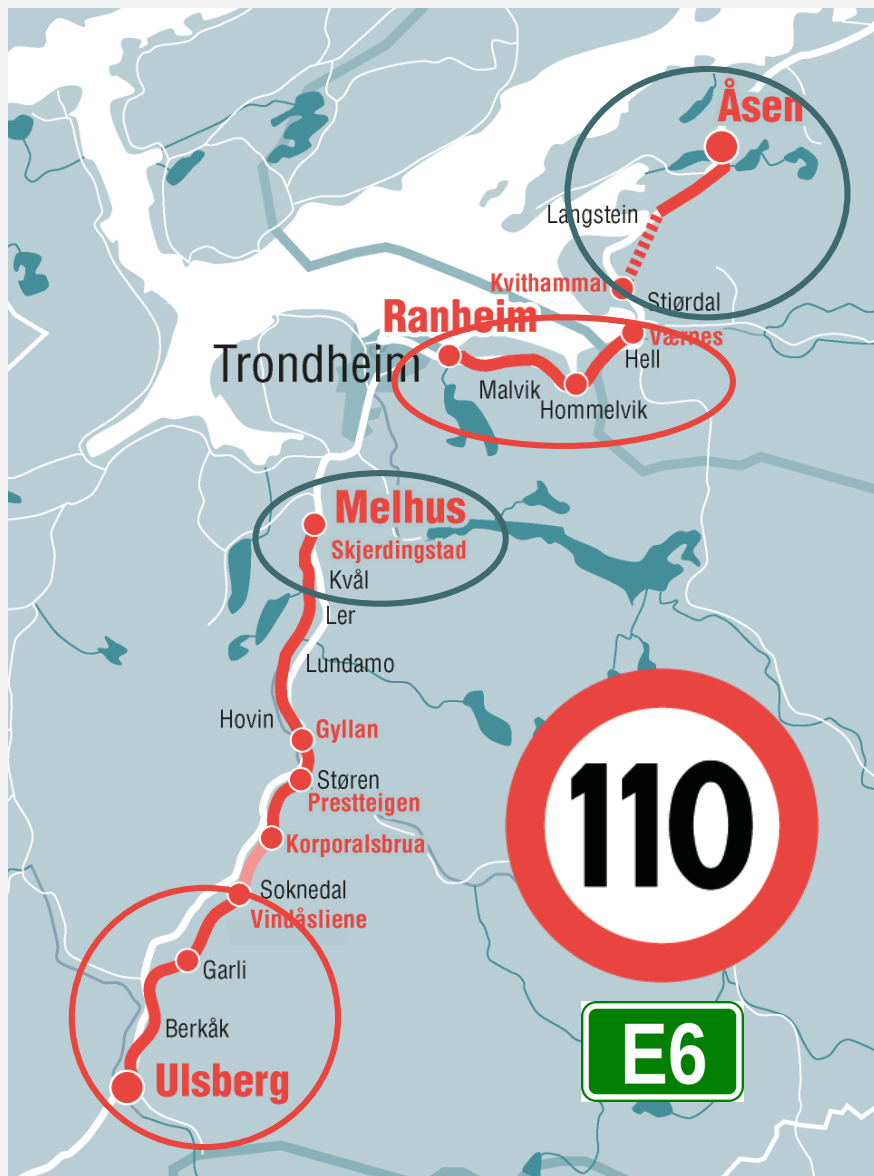 Åsen
Langstein
Kvithammar
Stjørdal
Ranheim
Værnes
Trondheim
Hell
Malvik
Hommelvik
Melhus
Skjerdingstad
Kvål
Ler
Lundamo
Hovin
Gyllan
Støren
Prestteigen
Korporalsbrua
Soknedal
Vindåsliene
Garli
Berkåk
Ulsberg
110
E6